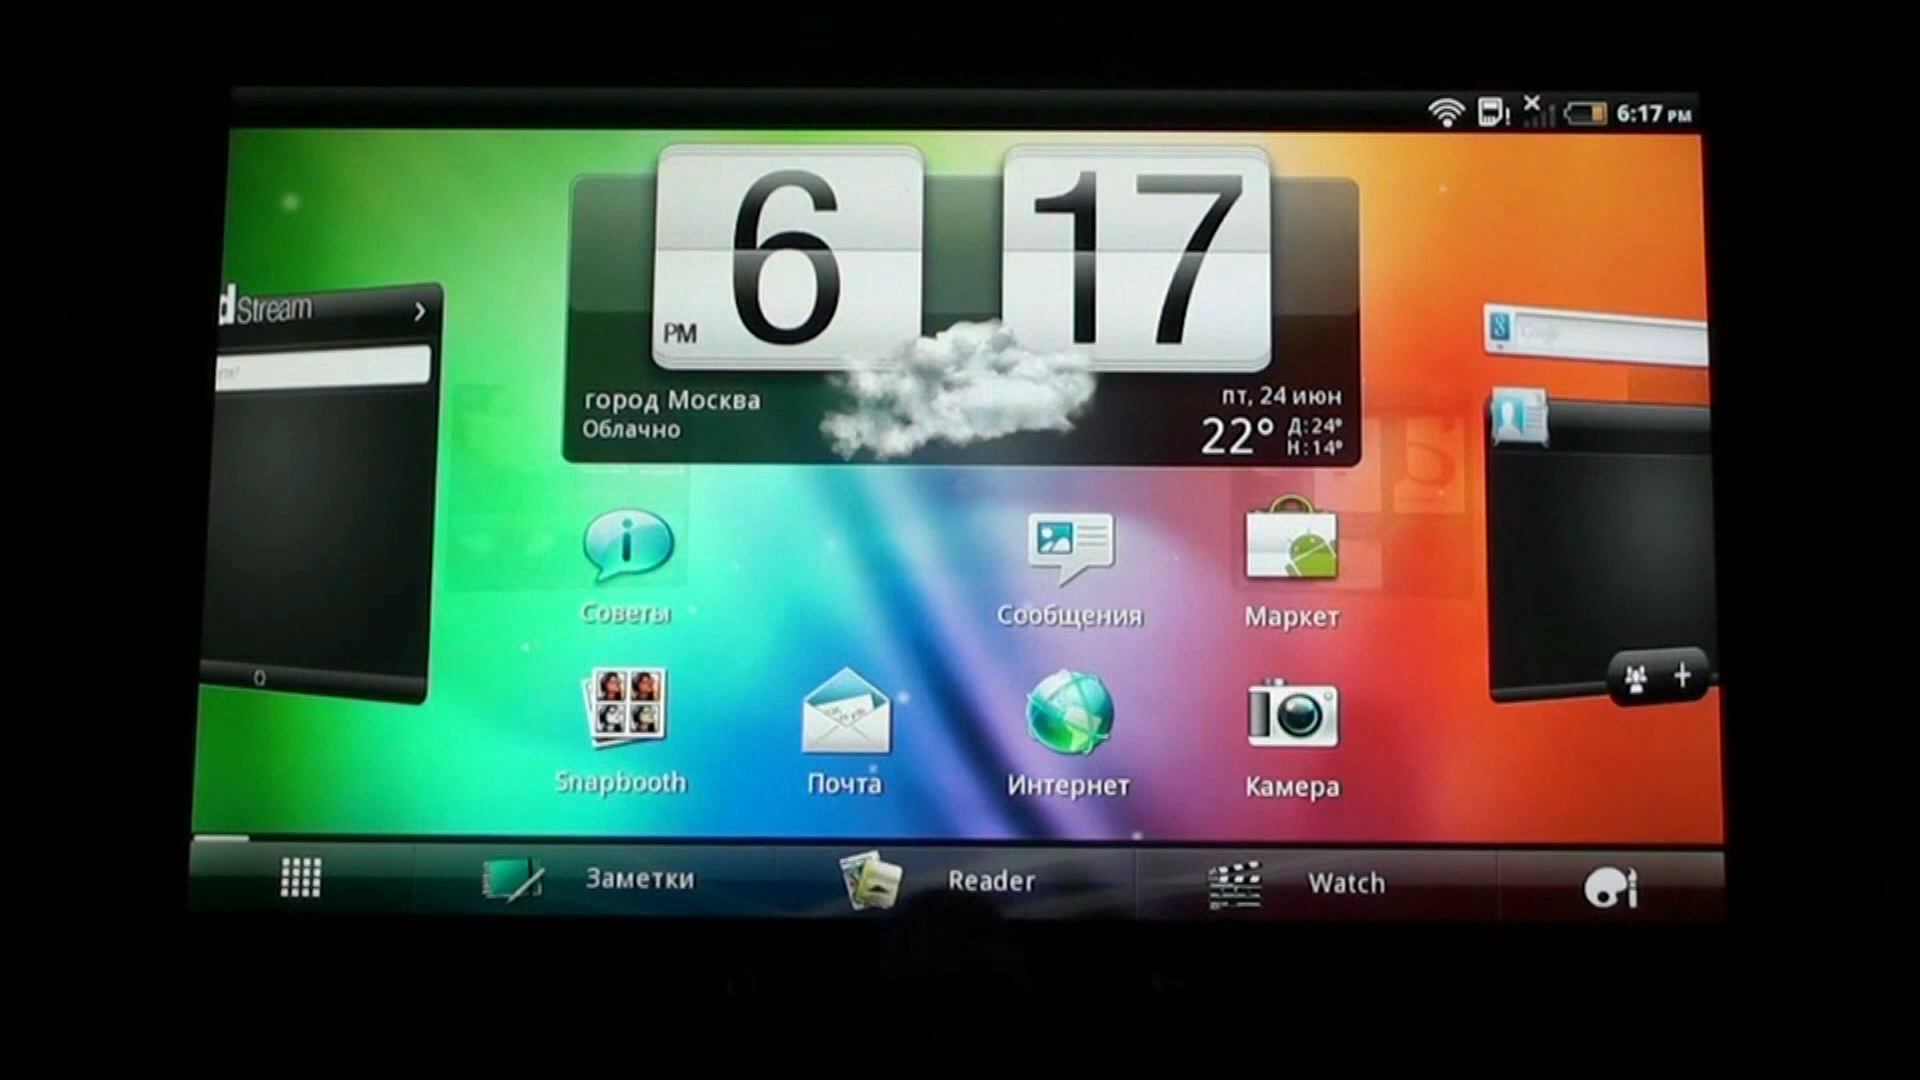 6:17 PM
6 17
PM
d Stream
Google
город Москва
Облачно
пт, 24 июн
22° Д:24°
Н:14°
Советы
Сообщения
Маркет
Snapbooth
Почта
Интернет
Камера
Заметки
Reader
Watch